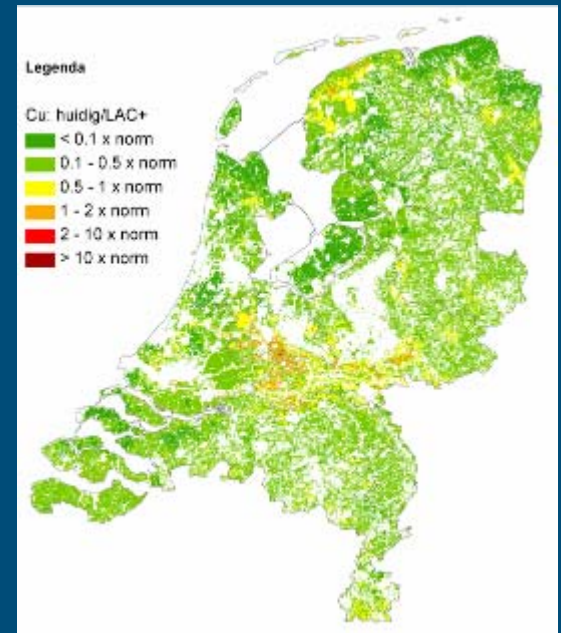 Legenda
Cu: huidig/LAC+
< 0.1 x norm
0.1 - 0.5 x norm
0.5 - 1 x norm
1 - 2 x norm
2 - 10 x norm
> 10 x norm